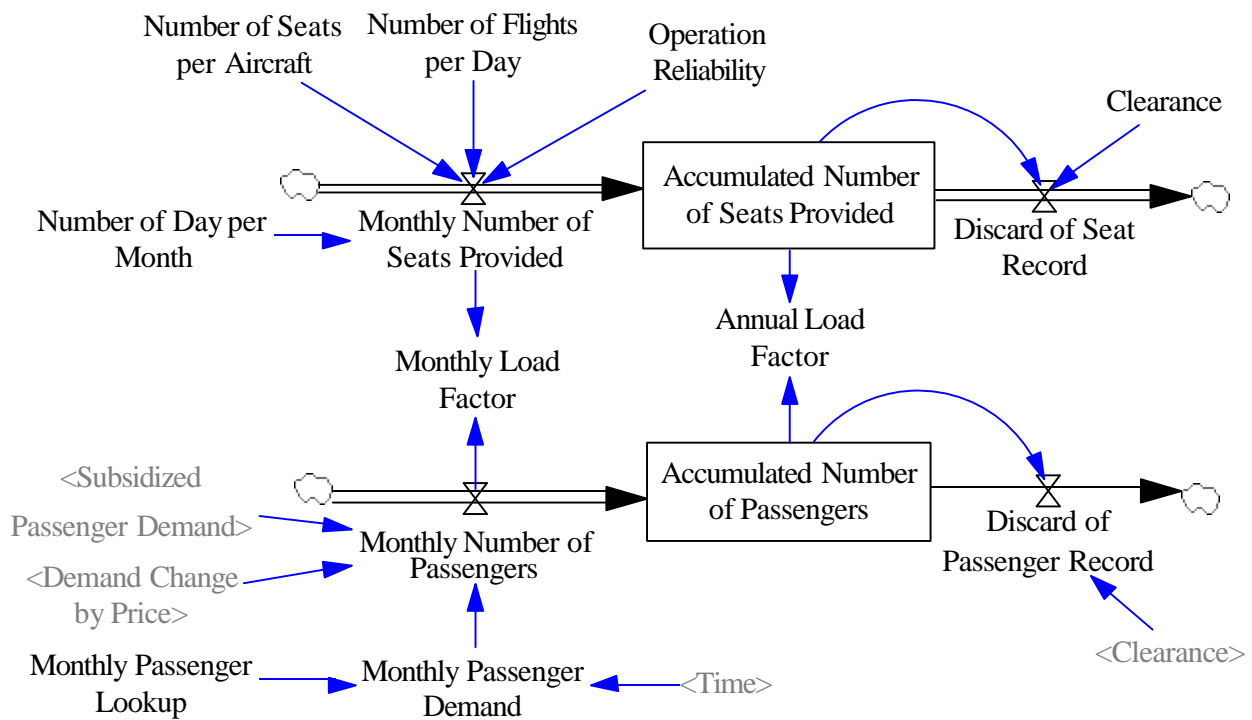 Number of Seats
per Aircraft
Number of Flights
per Day
Operation
Reliability
Clearance
Accumulated Number
of Seats Provided
Number of Day per
Month
Monthly Number of
Seats Provided
Discard of Seat
Record
Annual Load
Factor
Monthly Load
Factor
<Subsidized
Passenger Demand>
Accumulated Number
of Passengers
Monthly Number of
Passengers
Discard of
Passenger Record
<Demand Change
by Price>
<Clearance>
Monthly Passenger
Lookup
Monthly Passenger
Demand
<Time>